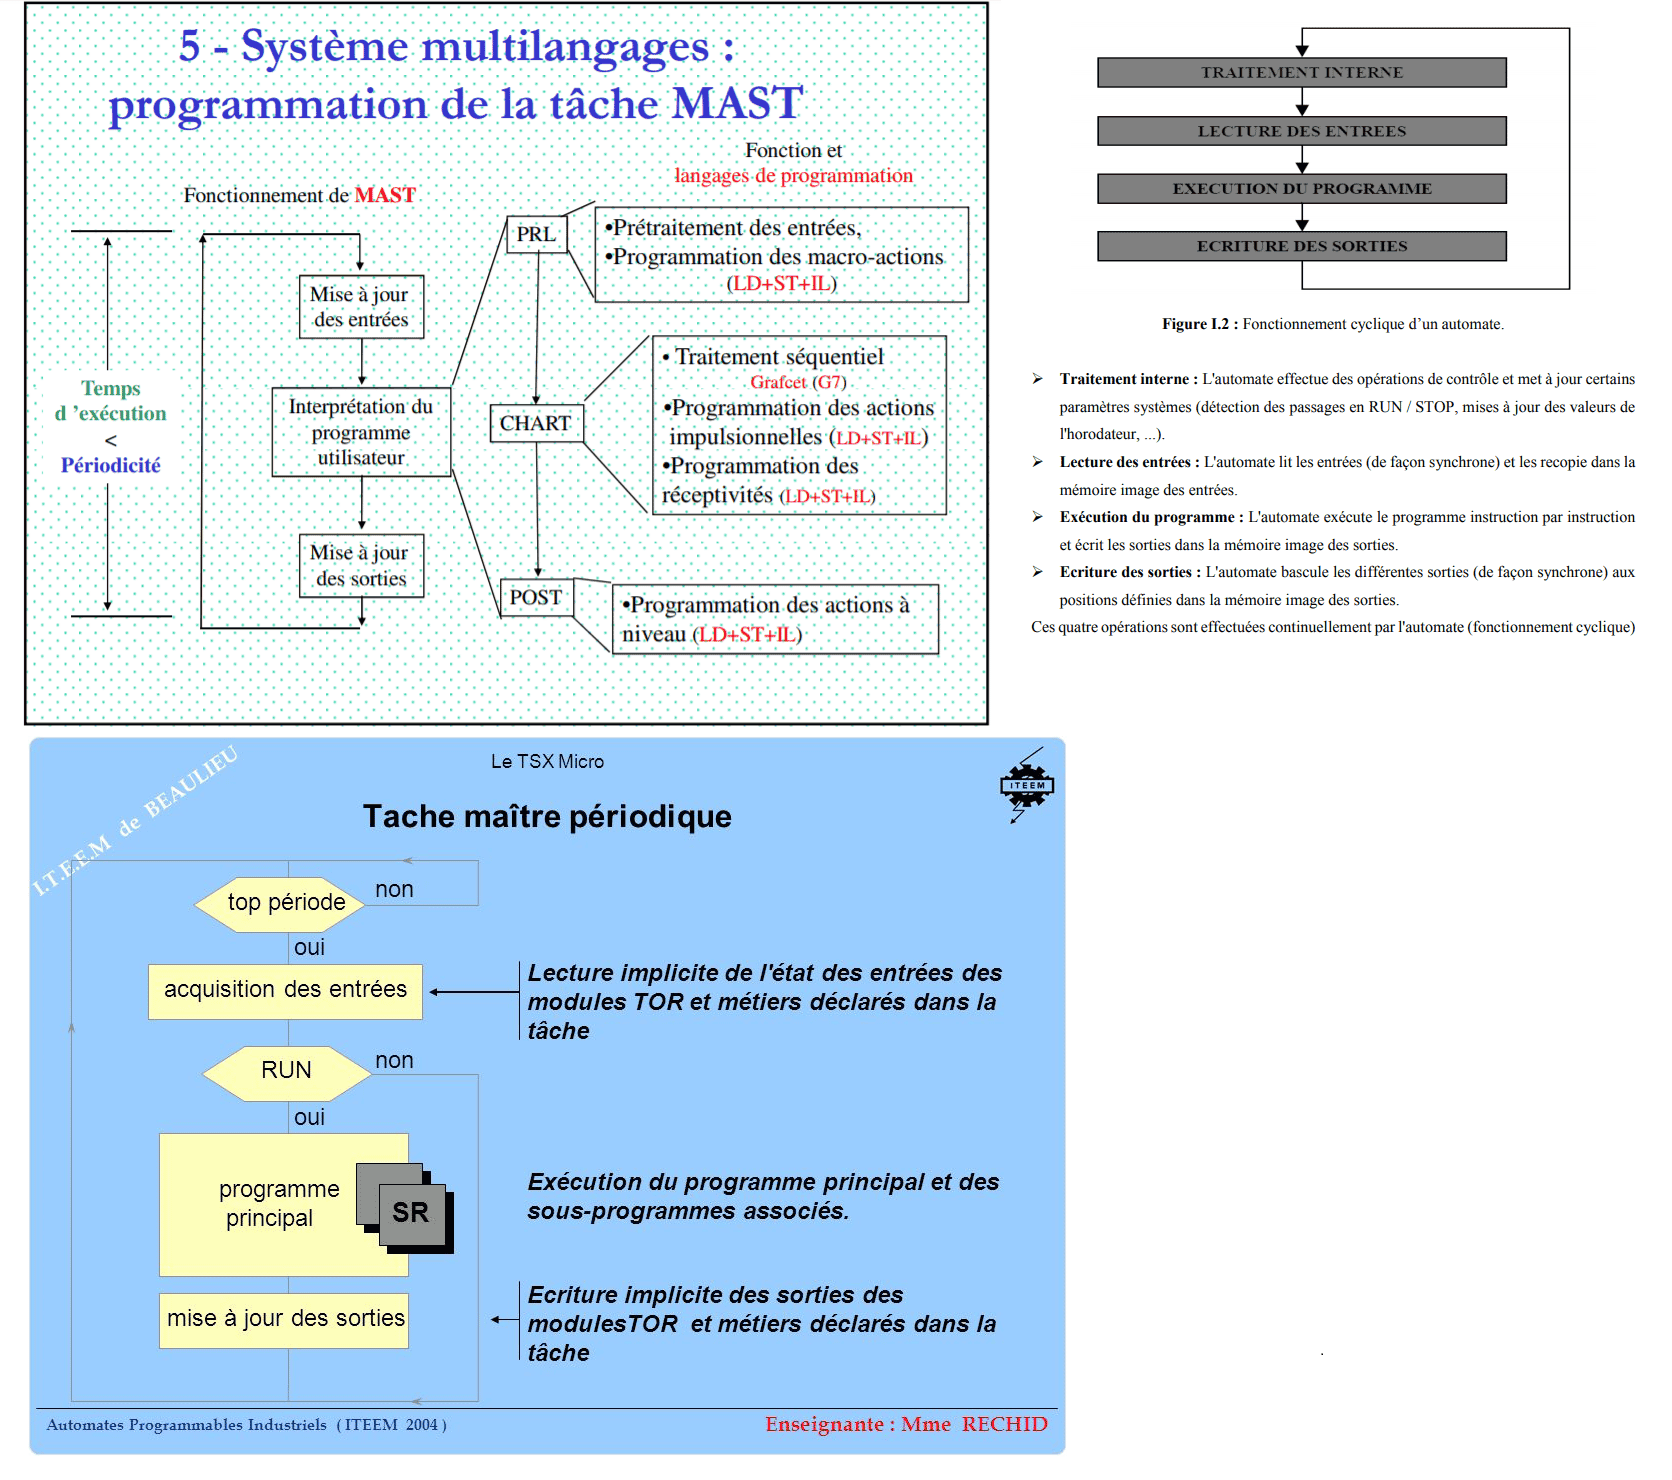 5 - Système multilangages :
programmation de la tâche MAST
Fonction et
langages de programmation
Fonctionnement de MAST
PRL
•Prétraitement des entrées,
•Programmation des macro-actions
(LD+ST+IL)
Mise à jour
des entrées
Temps
d ’exécution
<
Périodicité
Interprétation du
programme
utilisateur
CHART
• Traitement séquentiel
Grafcet (G7)
•Programmation des actions
impulsionnelles (LD+ST+IL)
•Programmation des
réceptivités (LD+ST+IL)
Mise à jour
des sorties
POST
•Programmation des actions à
niveau (LD+ST+IL)
TRAITEMENT INTERNE
LECTURE DES ENTREES
EXECUTION DU PROGRAMME
ECRITURE DES SORTIES
Figure I.2 : Fonctionnement cyclique d’un automate.
➢ Traitement interne : L'automate effectue des opérations de contrôle et met à jour certains
paramètres systèmes (détection des passages en RUN / STOP, mises à jour des valeurs de
l'horodateur, ...).
➢ Lecture des entrées : L'automate lit les entrées (de façon synchrone) et les recopie dans la
mémoire image des entrées.
➢ Exécution du programme : L'automate exécute le programme instruction par instruction
et écrit les sorties dans la mémoire image des sorties.
➢ Ecriture des sorties : L'automate bascule les différentes sorties (de façon synchrone) aux
positions définies dans la mémoire image des sorties.
Ces quatre opérations sont effectuées continuellement par l'automate (fonctionnement cyclique)
I.T.E.E.M de BEAULIEU
Le TSX Micro
ITEEM
Tache maître périodique
top période
non
oui
acquisition des entrées
Lecture implicite de l'état des entrées des
modules TOR et métiers déclarés dans la
tâche
RUN
non
oui
programme
principal
SR
Exécution du programme principal et des
sous-programmes associés.
mise à jour des sorties
Ecriture implicite des sorties des
modulesTOR et métiers déclarés dans la
tâche
Automates Programmables Industriels ( ITEEM 2004 )
Enseignante : Mme RECHID
.